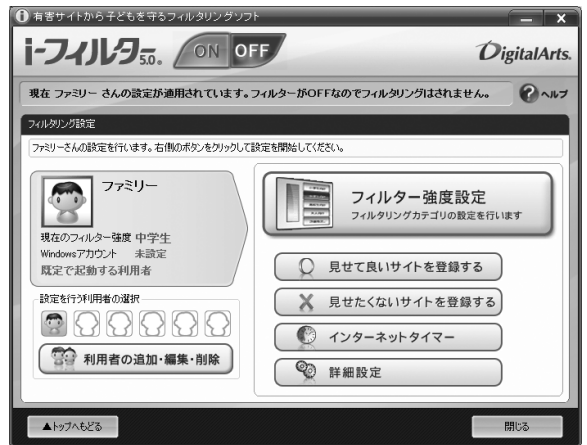 有害サイトから子どもを守るフィルタリングソフト
i-フィルター5.0。 ON OFF DigitalArts.
現在 ファミリー さんの設定が適用されています。フィルターがOFFなのでフィルタリングはされません。 ヘルプ
フィルタリング設定
ファミリーさんの設定を行います。右側のボタンをクリックして設定を開始してください。
ファミリー
現在のフィルター強度 中学生
Windowsアカウント 未設定
既定で起動する利用者
設定を行う利用者の選択
利用者の追加・編集・削除
フィルター強度設定
フィルタリングカテゴリの設定を行います
見せて良いサイトを登録する
見せたくないサイトを登録する
インターネットタイマー
詳細設定
▲トップへもどる 閉じる